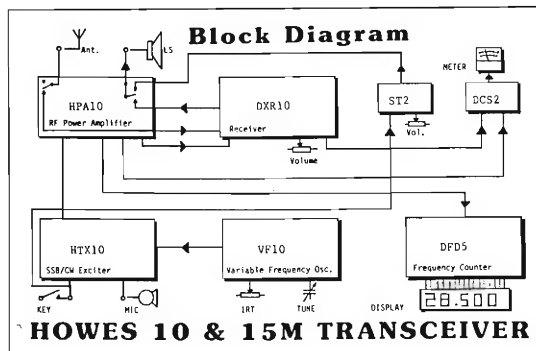 Block Diagram
Ant.
LS
METER
HPA10
RF Power Amplifier
DXR10
Receiver
ST2
DCS2
Volume
Vol.
HTX10
SSB/CW Exciter
VF10
Variable Frequency Osc.
DFD5
Frequency Counter
KEY
MIC
IRT
TUNE
DISPLAY
28.500
HOWES 10 & 15M TRANSCEIVER